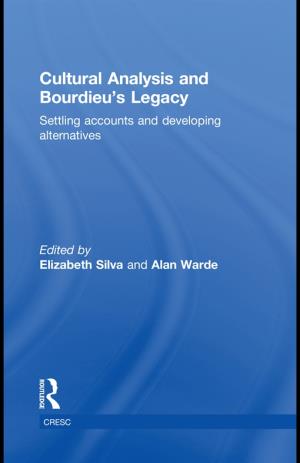 Cultural Analysis and
Bourdieu's Legacy
Settling accounts and developing
alternatives
Edited by
Elizabeth Silva and Alan Warde
ROUTLEDGE
CRESC